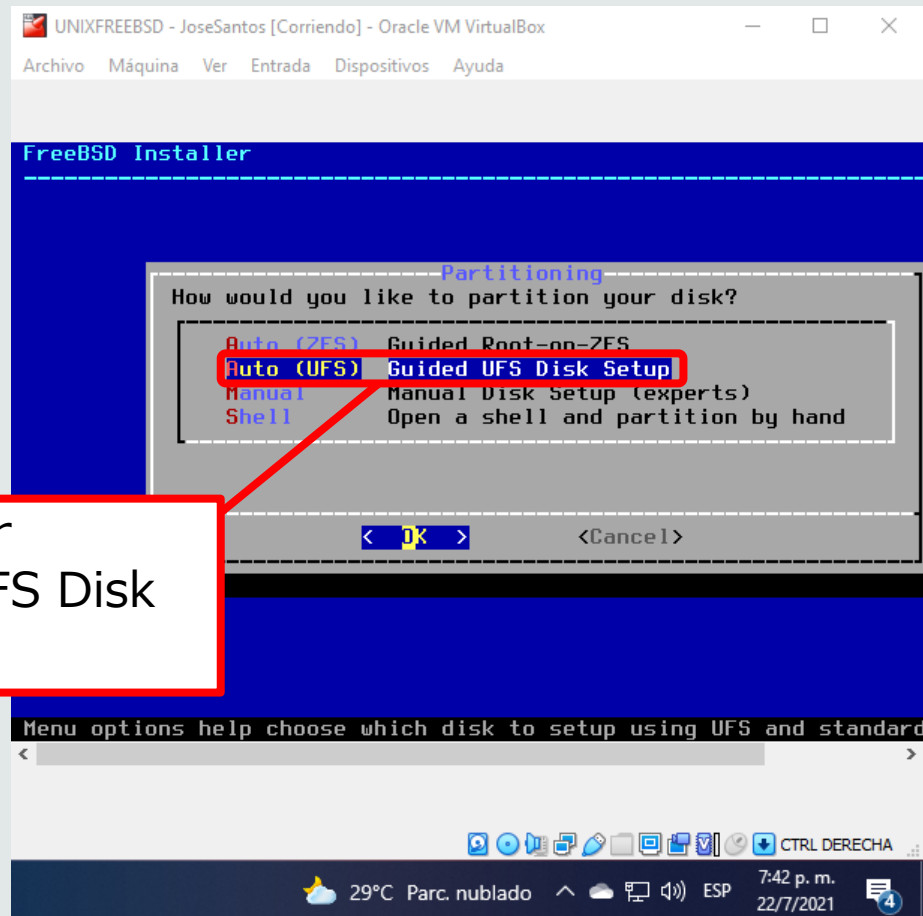 UNIXFREEBSD - JoseSantos [Corriendo] - Oracle VM VirtualBox
Archivo Máquina Ver Entrada Dispositivos Ayuda
FreeBSD Installer
Partitioning
How would you like to partition your disk?
Auto (ZFS) Guided Root-on-ZFS
Auto (UFS) Guided UFS Disk Setup
Manual Manual Disk Setup (experts)
Shell Open a shell and partition by hand
< OK > <Cancel>
Disk
Menu options help choose which disk to setup using UFS and standard
CTRL DERECHA
29°C Parc. nublado ESP 7:42 p. m.
22/7/2021
4